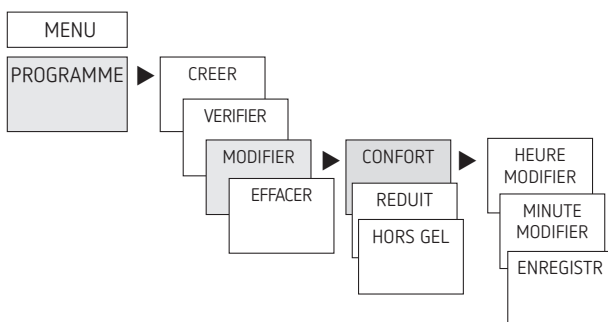 MENU
PROGRAMME
CREER
VERIFIER
MODIFIER
EFFACER
CONFORT
REDUIT
HORS GEL
HEURE
MODIFIER
MINUTE
MODIFIER
ENREGISTR